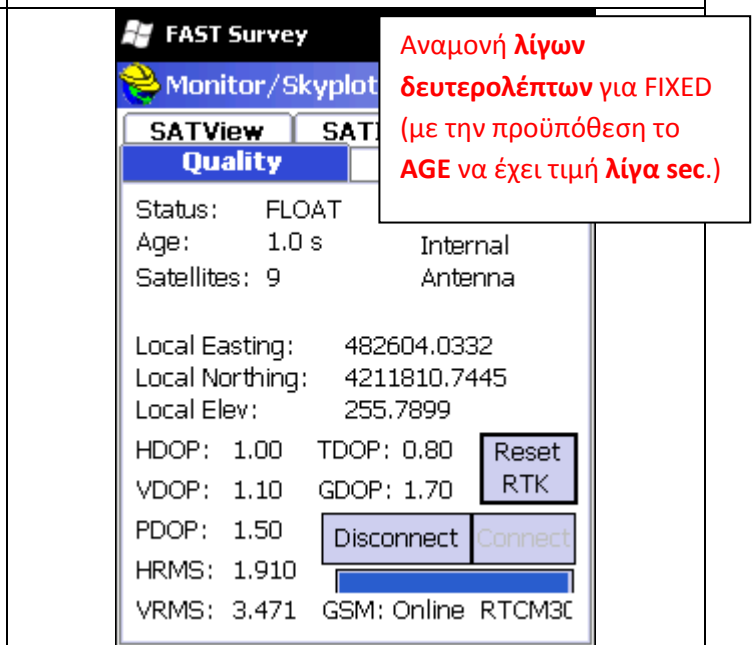 FAST Survey
Monitor/Skyplot
Αναμονή λίγων
δευτερολέπτων για FIXED
(με την προϋπόθεση το
AGE να έχει τιμή λίγα sec.)
SATView
Quality
Status: FLOAT
Age: 1.0 s Internal
Satellites: 9 Antenna
Local Easting: 482604.0332
Local Northing: 4211810.7445
Local Elev: 255.7899
HDOP: 1.00 TDOP: 0.80 Reset
VDOP: 1.10 GDOP: 1.70 RTK
PDOP: 1.50 Disconnect Connect
HRMS: 1.910
VRMS: 3.471 GSM: Online